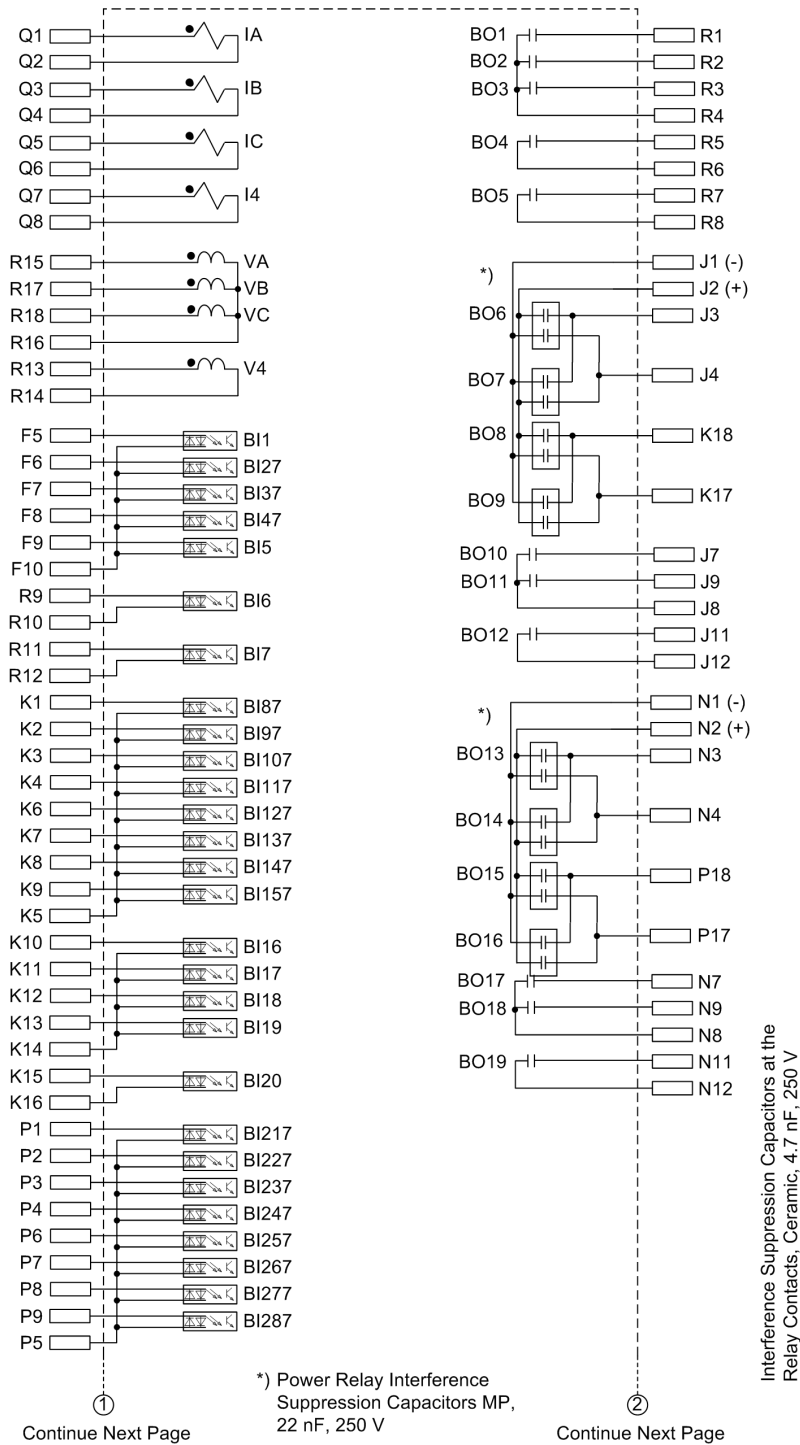 Q1 IA
Q2
Q3 IB
Q4
Q5 IC
Q6
Q7 I4
Q8
R15 VA
R17 VB
R18 VC
R16
R13 V4
R14
F5 BI1
F6 BI27
F7 BI37
F8 BI47
F9 BI5
F10
R9 BI6
R10
R11 BI7
R12
K1 BI87
K2 BI97
K3 BI107
K4 BI117
K6 BI127
K7 BI137
K8 BI147
K9 BI157
K5
K10 BI16
K11 BI17
K12 BI18
K13 BI19
K14
K15 BI20
K16
P1 BI217
P2 BI227
P3 BI237
P4 BI247
P6 BI257
P7 BI267
P8 BI277
P9 BI287
P5
1
Continue Next Page
BO1 R1
BO2 R2
BO3 R3
R4
BO4 R5
R6
BO5 R7
R8
*) J1 (-)
J2 (+)
BO6 J3
BO7 J4
BO8 K18
BO9 K17
BO10 J7
BO11 J9
J8
BO12 J11
J12
*) N1 (-)
N2 (+)
BO13 N3
BO14 N4
BO15 P18
BO16 P17
BO17 N7
BO18 N9
N8
BO19 N11
N12
2
Continue Next Page
*) Power Relay Interference
Suppression Capacitors MP,
22 nF, 250 V
Interference Suppression Capacitors at the
Relay Contacts, Ceramic, 4.7 nF, 250 V